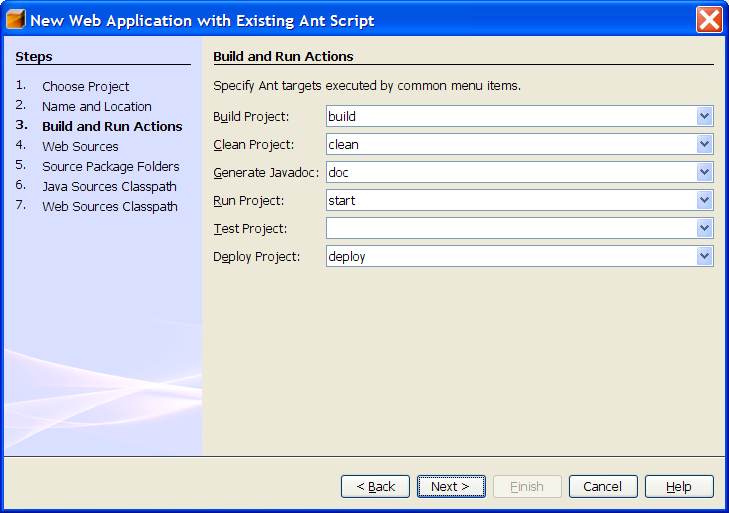 New Web Application with Existing Ant Script
Steps
1. Choose Project
2. Name and Location
3. Build and Run Actions
4. Web Sources
5. Source Package Folders
6. Java Sources Classpath
7. Web Sources Classpath
Build and Run Actions
Specify Ant targets executed by common menu items.
Build Project: build
Clean Project: clean
Generate Javadoc: doc
Run Project: start
Test Project:
Deploy Project: deploy
< Back Next > Finish Cancel Help